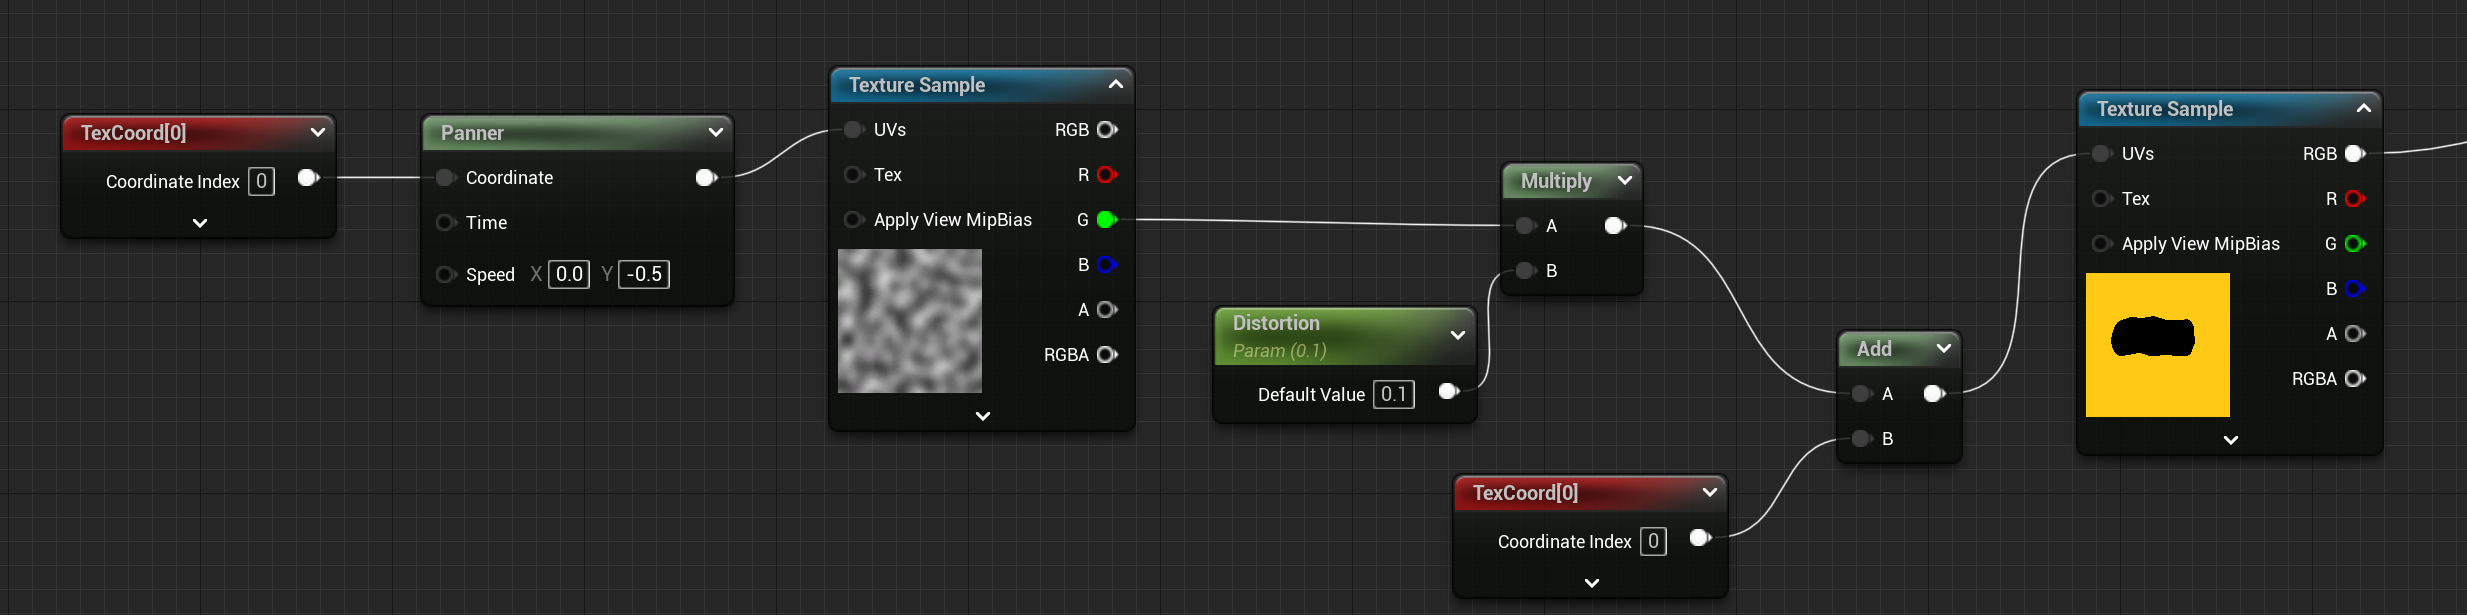 TexCoord[0]
Coordinate Index 0
Panner
Coordinate
Time
Speed X 0.0 Y -0.5
Texture Sample
UVs RGB
Tex R
Apply View MipBias G
B
A
RGBA
Distortion
Param (0.1)
Default Value 0.1
Multiply
A
B
TexCoord[0]
Coordinate Index 0
Add
A
B
Texture Sample
UVs RGB
Tex R
Apply View MipBias G
B
A
RGBA